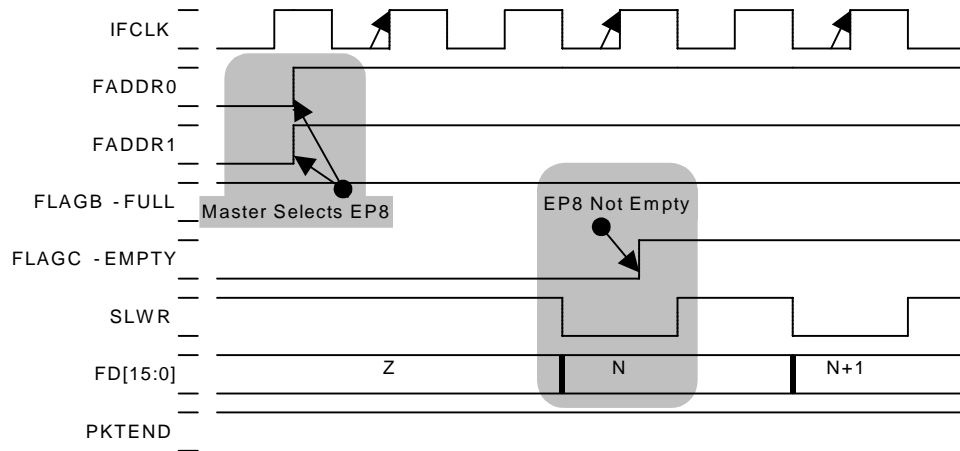 IFCLK
FADDR0
FADDR1
FLAGB - FULL
Master Selects EP8
EP8 Not Empty
FLAGC - EMPTY
SLWR
FD[15:0]
Z
N
N+1
PKTEND